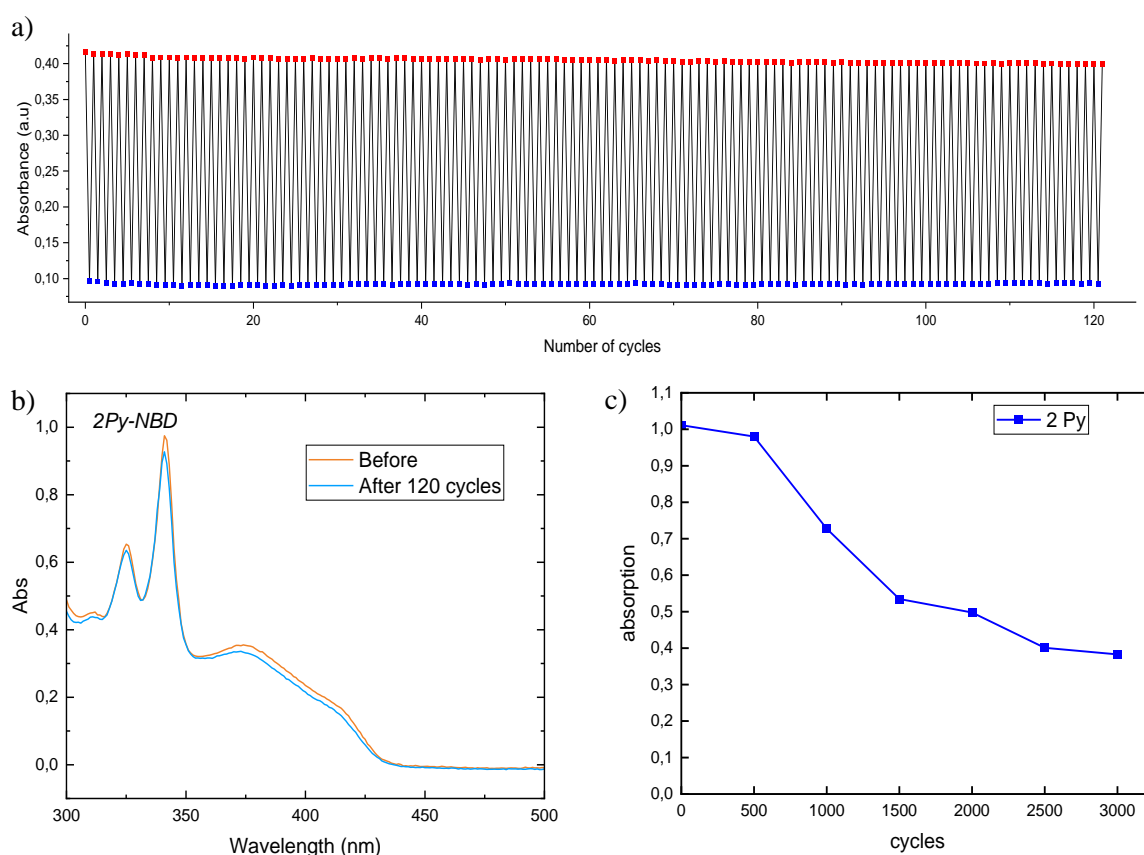 a)
0,40
0,35
0,30
0,25
0,20
0,15
0,10
Absorbance (a.u)
0 20 40 60 80 100 120
Number of cycles
b)
2Py-NBD
Before
After 120 cycles
1,0
0,8
0,6
0,4
0,2
0,0
Abs
300 350 400 450 500
Wavelength (nm)
c)
2 Py
1,1
1,0
0,9
0,8
0,7
0,6
0,5
0,4
0,3
0,2
0,1
0,0
absorption
0 500 1000 1500 2000 2500 3000
cycles